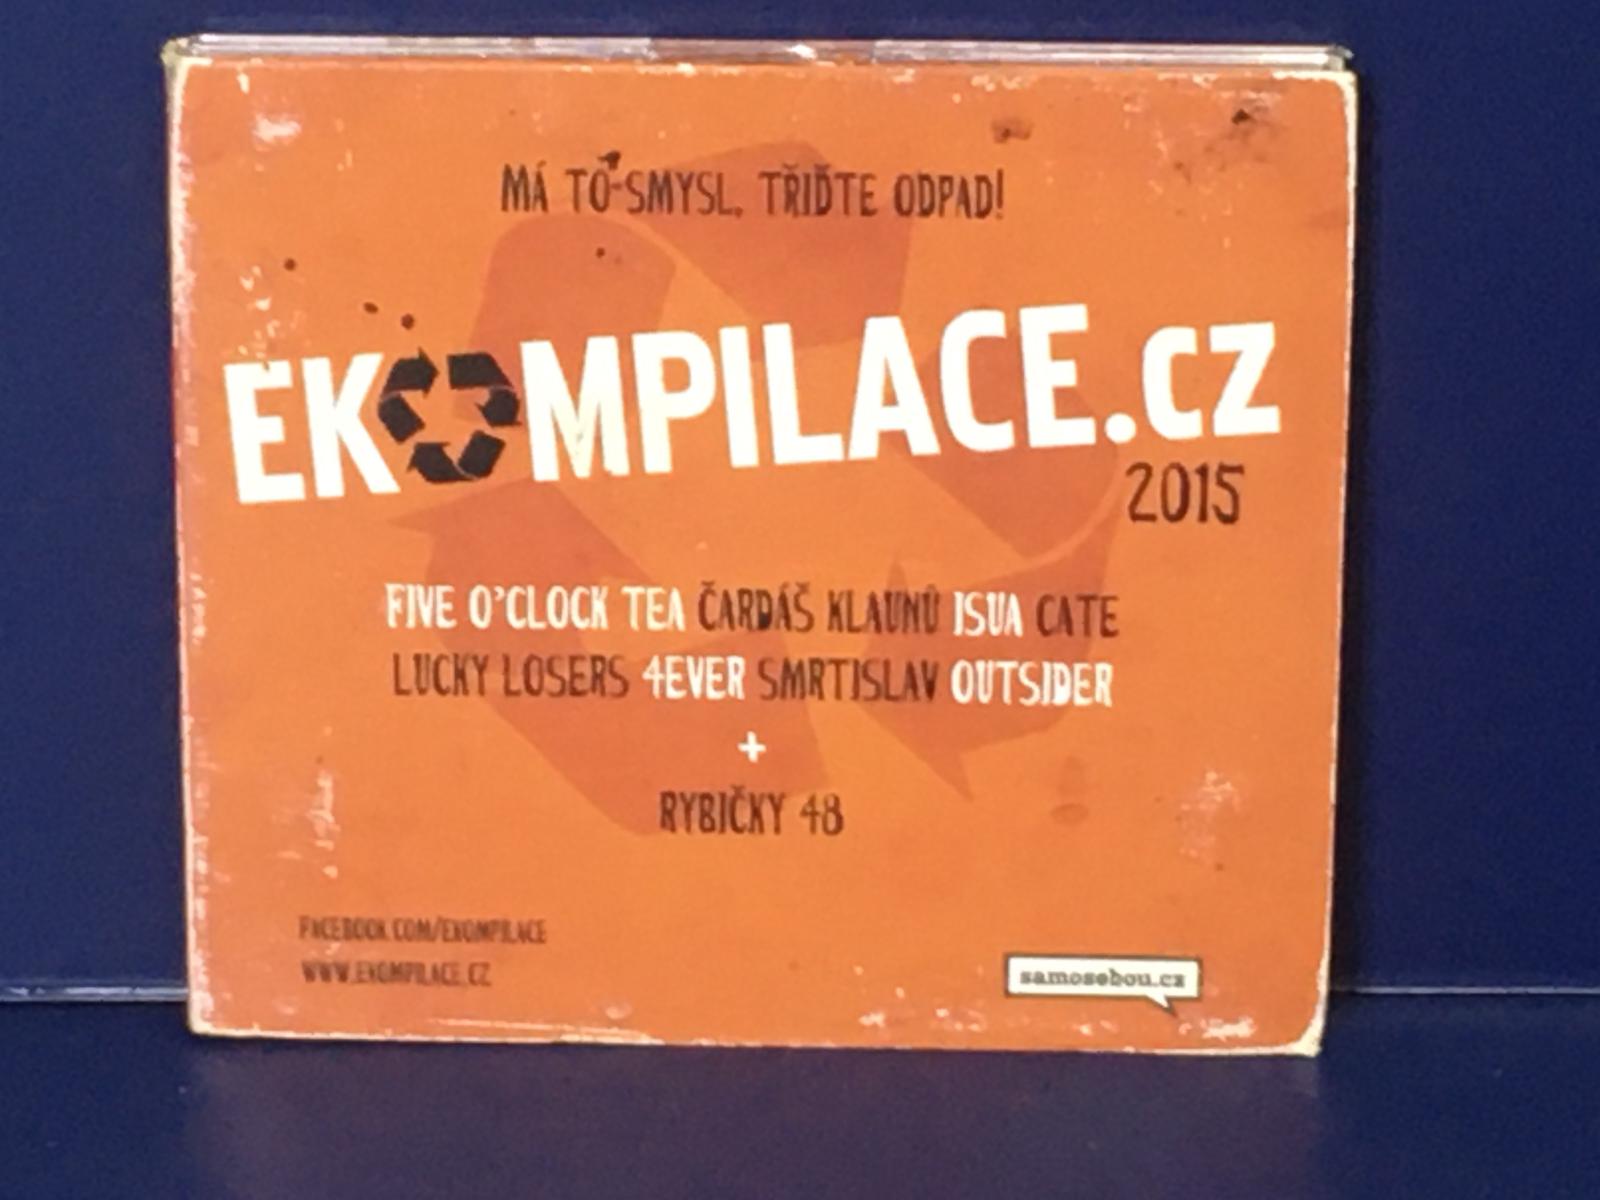 MÁ TO SMYSL, TŘIĎTE ODPAD!
EKOMPILACE.cz
2015
FIVE O'CLOCK TEA ČARDÁŠ KLAUNŮ ISUA CATE
LUCKY LOSERS 4EVER SMRTISLAV OUTSIDER
+
RYBIČKY 48
FACEBOOK.COM/EKOMPILACE
WWW.EKOMPILACE.CZ
samosebou.cz